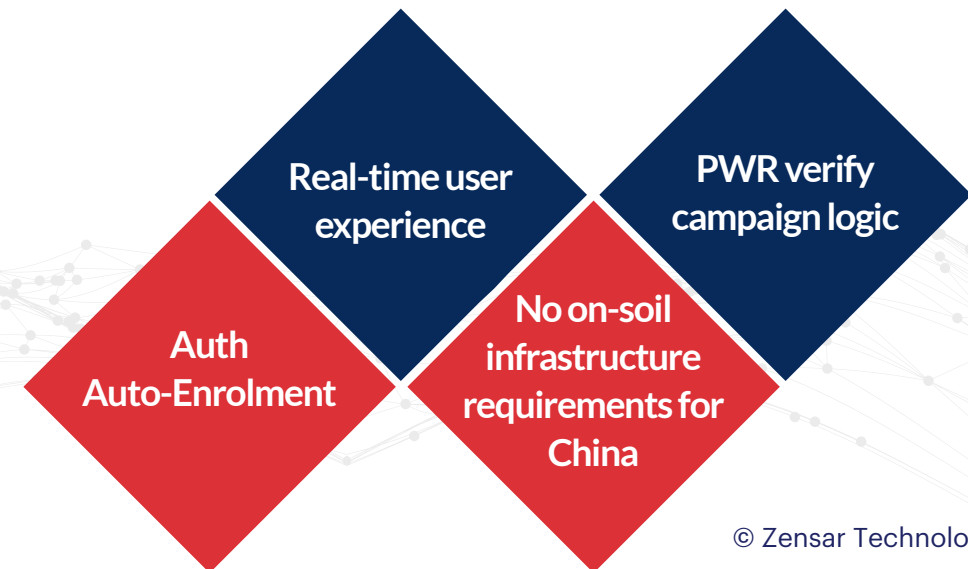 Real-time user
experience
PWR verify
campaign logic
Auth
Auto-Enrolment
No on-soil
infrastructure
requirements for
China
© Zensar Technolo